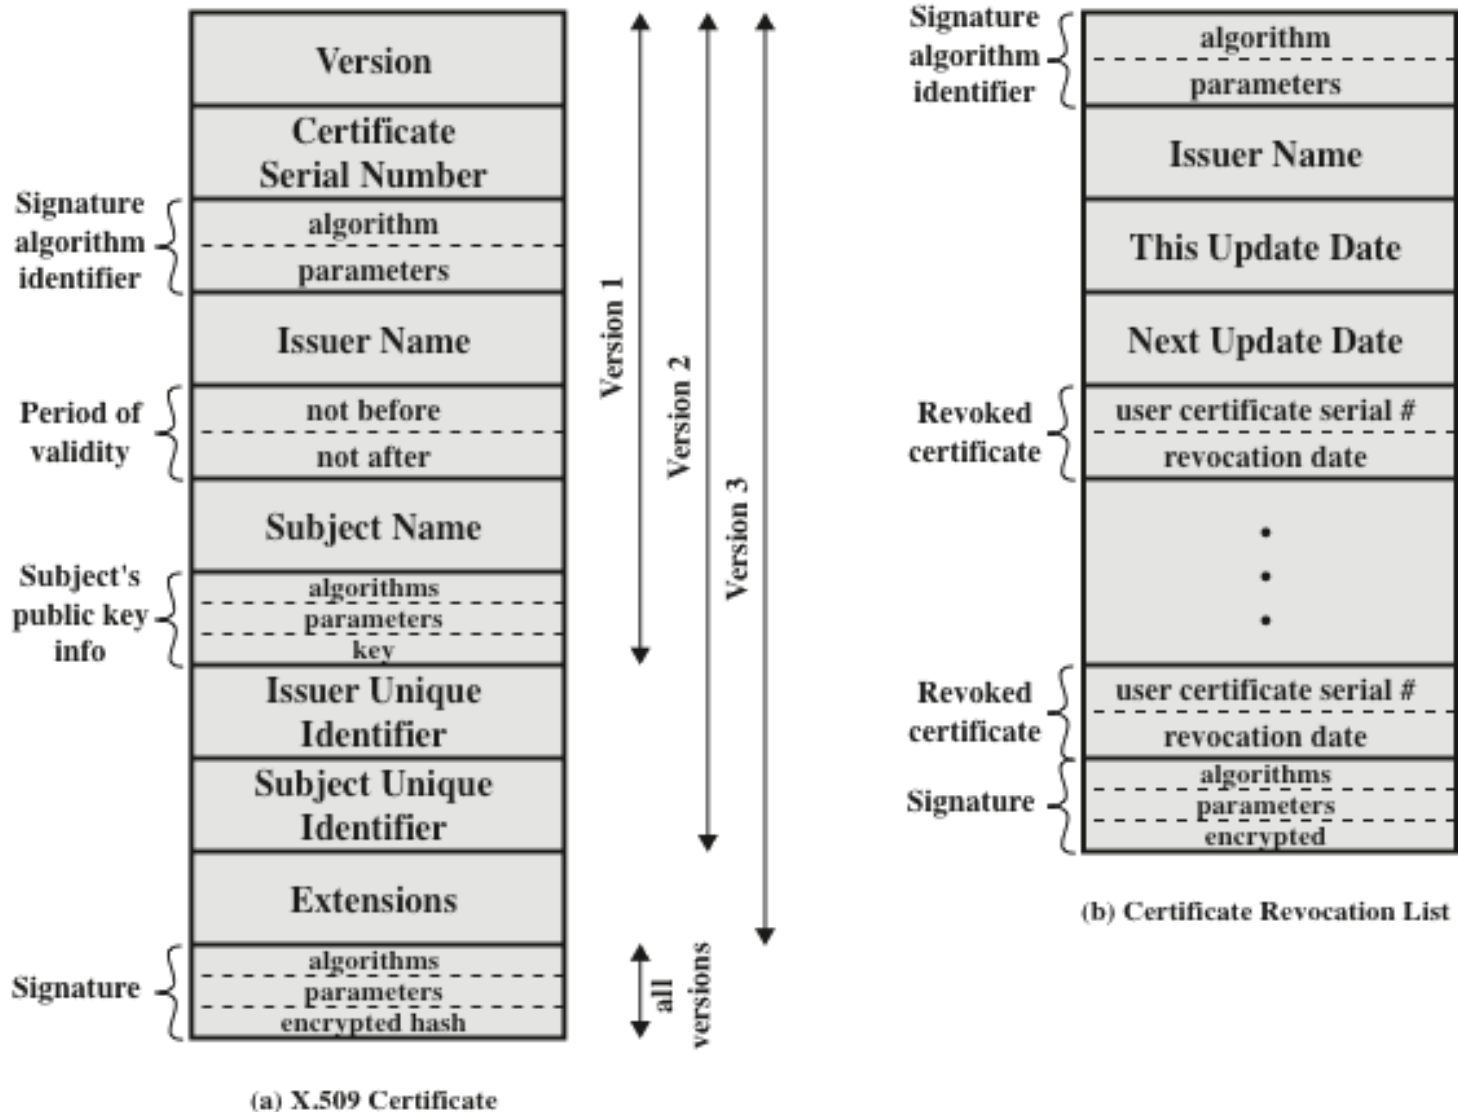 Version
Certificate
Serial Number
Signature
algorithm
identifier
algorithm
parameters
Issuer Name
Period of
validity
not before
not after
Subject Name
Subject's
public key
info
algorithms
parameters
key
Issuer Unique
Identifier
Subject Unique
Identifier
Extensions
Signature
algorithms
parameters
encrypted hash
Version 1
Version 2
Version 3
all
versions
(a) X.509 Certificate
Signature
algorithm
identifier
algorithm
parameters
Issuer Name
This Update Date
Next Update Date
Revoked
certificate
user certificate serial #
revocation date
Revoked
certificate
user certificate serial #
revocation date
Signature
algorithms
parameters
encrypted
(b) Certificate Revocation List